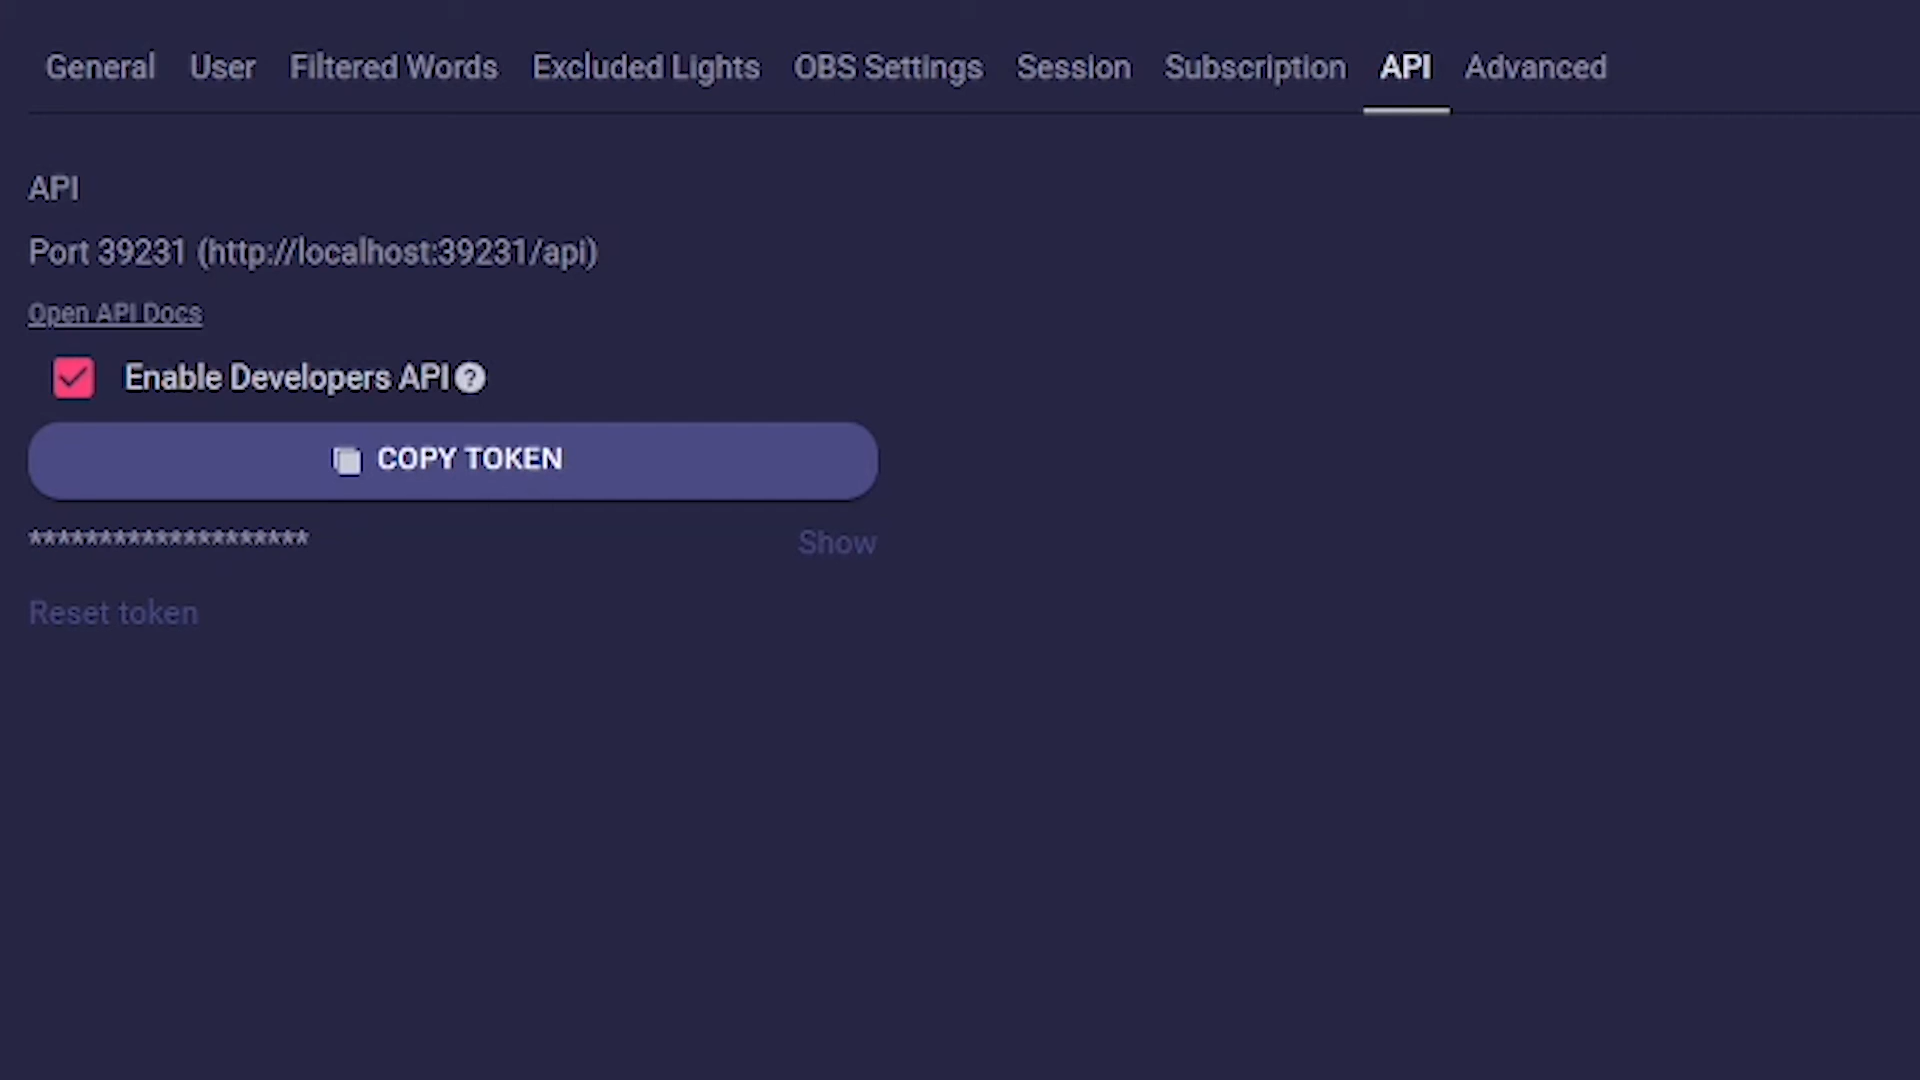 General User Filtered Words Excluded Lights OBS Settings Session Subscription API Advanced
API
Port 39231 (http://localhost:39231/api)
Open API Docs
Enable Developers API ?
COPY TOKEN
******************** Show
Reset token